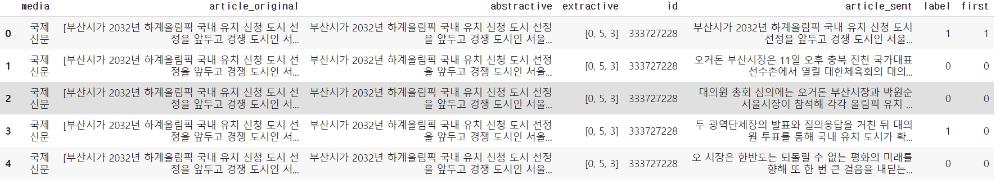 media article_original abstractive extractive id article_sent label first
0 국제 [부산시가 2032년 하계올림픽 국내 유치 신청 도시 선 부산시가 2032년 하계올림픽 국내 유치 신청 도시 선정 [0, 5, 3] 333727228 부산시가 2032년 하계올림픽 국내 유치 신청 도시 1 1
신문 정을 앞두고 경쟁 도시인 서... 을 앞두고 경쟁 도시인 서울... 선정을 앞두고 경쟁 도시인 서울...
1 국제 [부산시가 2032년 하계올림픽 국내 유치 신청 도시 선 부산시가 2032년 하계올림픽 국내 유치 신청 도시 선정 [0, 5, 3] 333727228 오거돈 부산시장은 11일 오후 충북 진천 국가대표 0 0
신문 정을 앞두고 경쟁 도시인 서... 을 앞두고 경쟁 도시인 서울... 선수촌에서 열릴 대한체육회의 대의...
2 국제 [부산시가 2032년 하계올림픽 국내 유치 신청 도시 선 부산시가 2032년 하계올림픽 국내 유치 신청 도시 선정 [0, 5, 3] 333727228 대의원 총회 심의에는 오거돈 부산시장과 박원순 0 0
신문 정을 앞두고 경쟁 도시인 서... 을 앞두고 경쟁 도시인 서울... 서울시장이 참석해 각각 올림픽 유치 ...
3 국제 [부산시가 2032년 하계올림픽 국내 유치 신청 도시 선 부산시가 2032년 하계올림픽 국내 유치 신청 도시 선정 [0, 5, 3] 333727228 두 광역단체장의 발표와 질의응답을 거친 뒤 대의 1 0
신문 정을 앞두고 경쟁 도시인 서... 을 앞두고 경쟁 도시인 서울... 원 투표를 통해 국내 유치 도시가 확...
4 국제 [부산시가 2032년 하계올림픽 국내 유치 신청 도시 선 부산시가 2032년 하계올림픽 국내 유치 신청 도시 선정 [0, 5, 3] 333727228 오 시장은 한반도는 되돌릴 수 없는 평화의 미래를 0 0
신문 정을 앞두고 경쟁 도시인 서... 을 앞두고 경쟁 도시인 서울... 향해 또 한 번 큰 걸음을 내딛는...